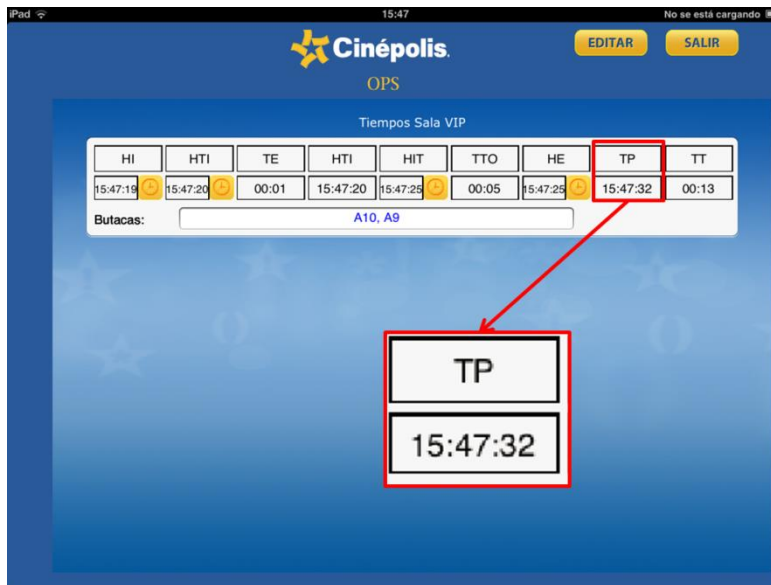 iPad 15:47 No se está cargando
Cinépolis.
EDITAR SALIR
OPS
Tiempos Sala VIP
HI HTI TE HTI HIT TTO HE TP TT
15:47:19 15:47:20 00:01 15:47:20 15:47:25 00:05 15:47:25 15:47:32 00:13
Butacas: A10, A9
TP
15:47:32